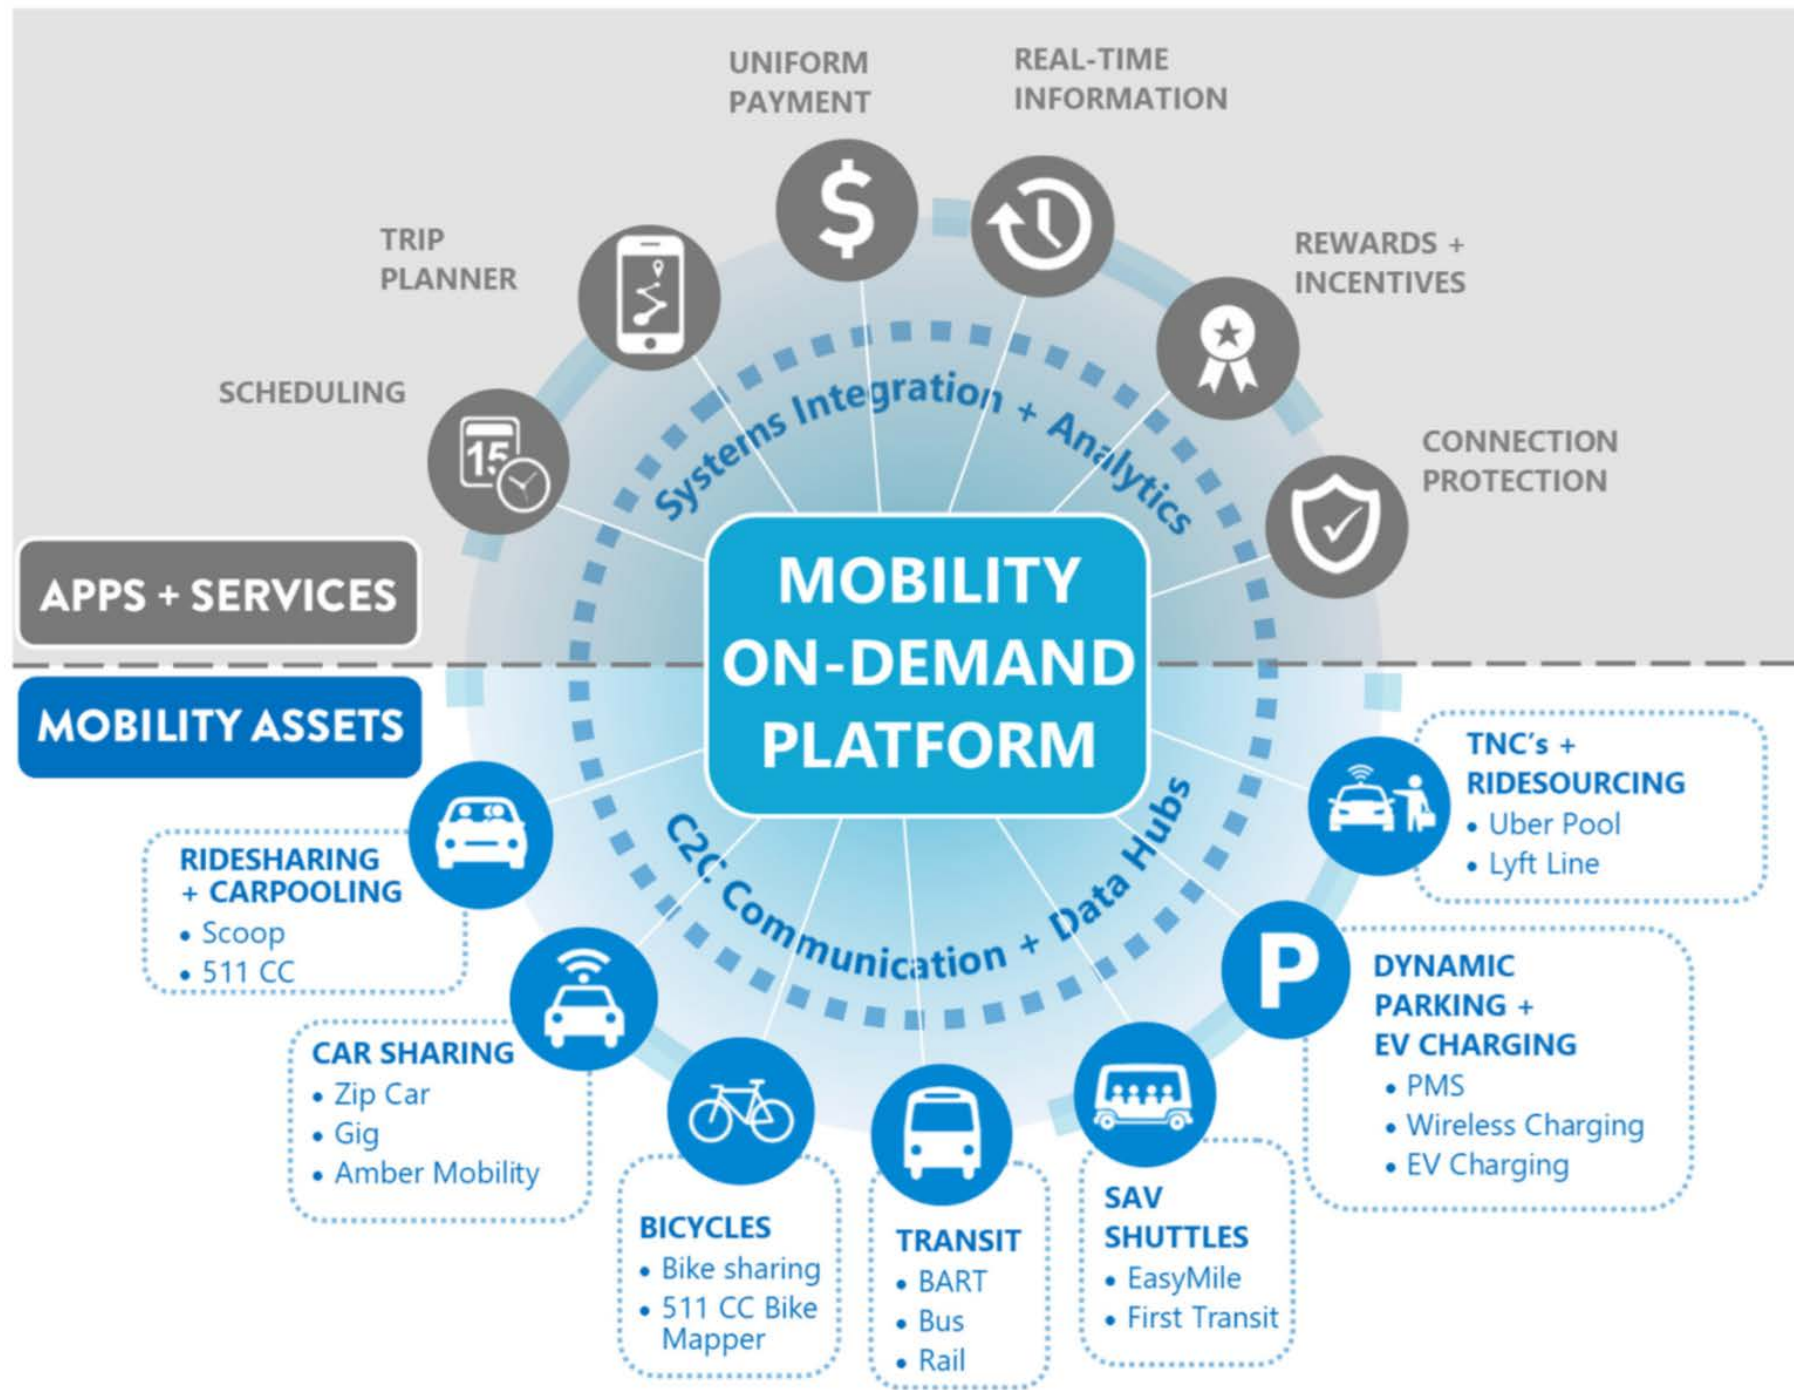 UNIFORM
PAYMENT
REAL-TIME
INFORMATION
TRIP
PLANNER
REWARDS +
INCENTIVES
SCHEDULING
CONNECTION
PROTECTION
$
15
Systems Integration + Analytics
APPS + SERVICES
MOBILITY
ON-DEMAND
PLATFORM
MOBILITY ASSETS
C2C Communication + Data Hubs
RIDESHARING
+ CARPOOLING
• Scoop
• 511 CC
CAR SHARING
• Zip Car
• Gig
• Amber Mobility
BICYCLES
• Bike sharing
• 511 CC Bike
Mapper
TRANSIT
• BART
• Bus
• Rail
SAV
SHUTTLES
• EasyMile
• First Transit
P
DYNAMIC
PARKING +
EV CHARGING
• PMS
• Wireless Charging
• EV Charging
TNC's +
RIDESOURCING
• Uber Pool
• Lyft Line